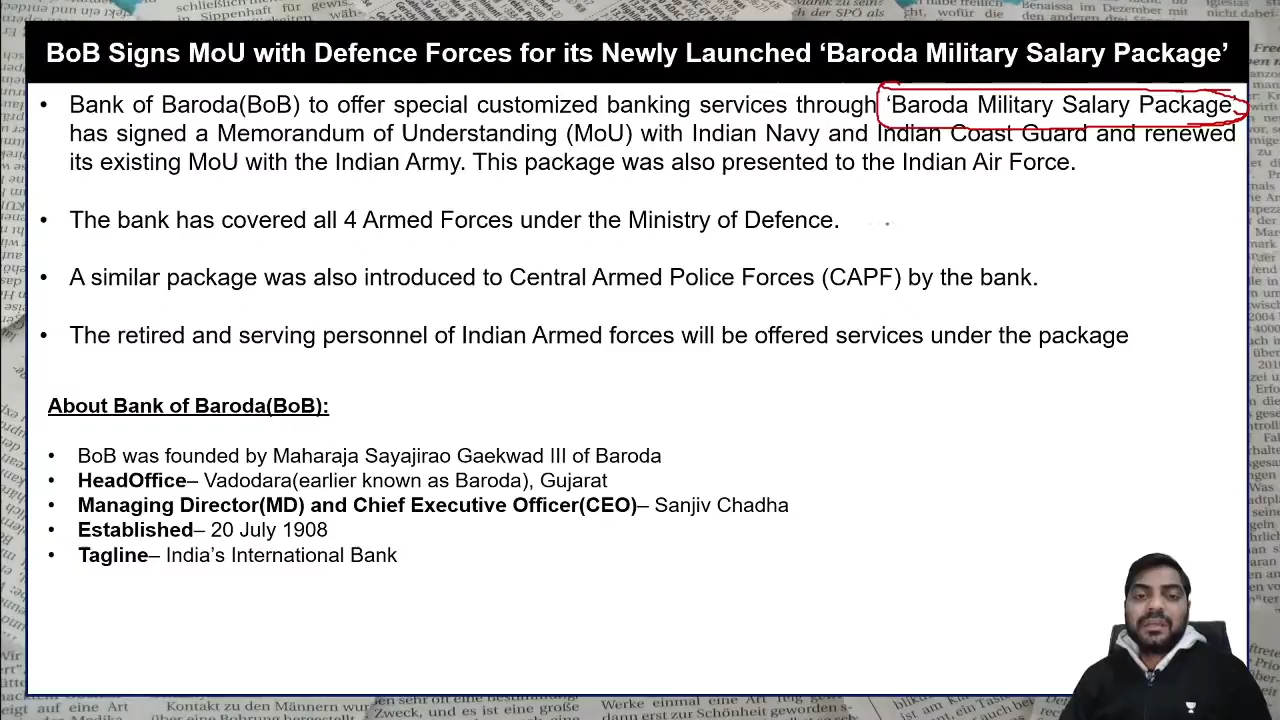 BoB Signs MoU with Defence Forces for its Newly Launched ‘Baroda Military Salary Package’
• Bank of Baroda(BoB) to offer special customized banking services through ‘Baroda Military Salary Package
has signed a Memorandum of Understanding (MoU) with Indian Navy and Indian Coast Guard and renewed
its existing MoU with the Indian Army. This package was also presented to the Indian Air Force.
• The bank has covered all 4 Armed Forces under the Ministry of Defence.
• A similar package was also introduced to Central Armed Police Forces (CAPF) by the bank.
• The retired and serving personnel of Indian Armed forces will be offered services under the package
About Bank of Baroda(BoB):
• BoB was founded by Maharaja Sayajirao Gaekwad III of Baroda
• HeadOffice– Vadodara(earlier known as Baroda), Gujarat
• Managing Director(MD) and Chief Executive Officer(CEO)– Sanjiv Chadha
• Established– 20 July 1908
• Tagline– India’s International Bank